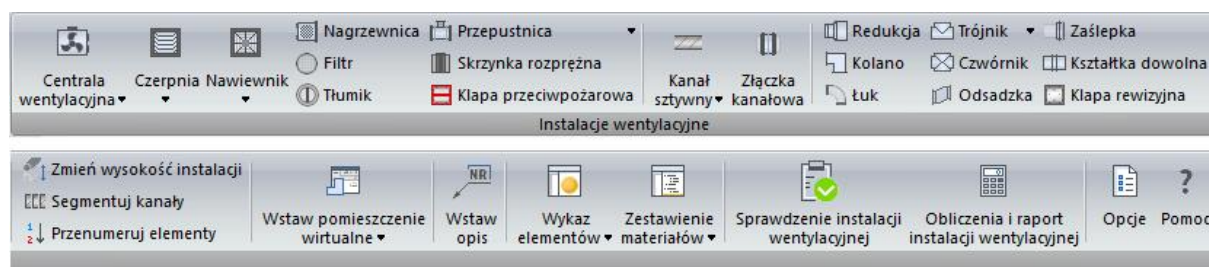 Centrala
wentylacyjna
Czerpnia
Nawiewnik
Nagrzewnica
Filtr
Tłumik
Przepustnica
Skrzynka rozprężna
Klapa przeciwpożarowa
Kanał
sztywny
Złączka
kanałowa
Redukcja
Kolano
Łuk
Trójnik
Czwórnik
Odsadzka
Zaślepka
Kształtka dowolna
Klapa rewizyjna
Instalacje wentylacyjne
Zmień wysokość instalacji
Segmentuj kanały
1
2 Przenumeruj elementy
Wstaw pomieszczenie
wirtualne
NR
Wstaw
opis
Wykaz
elementów
Zestawienie
materiałów
Sprawdzenie instalacji
wentylacyjnej
Obliczenia i raport
instalacji wentylacyjnej
Opcje
?
Pomoc